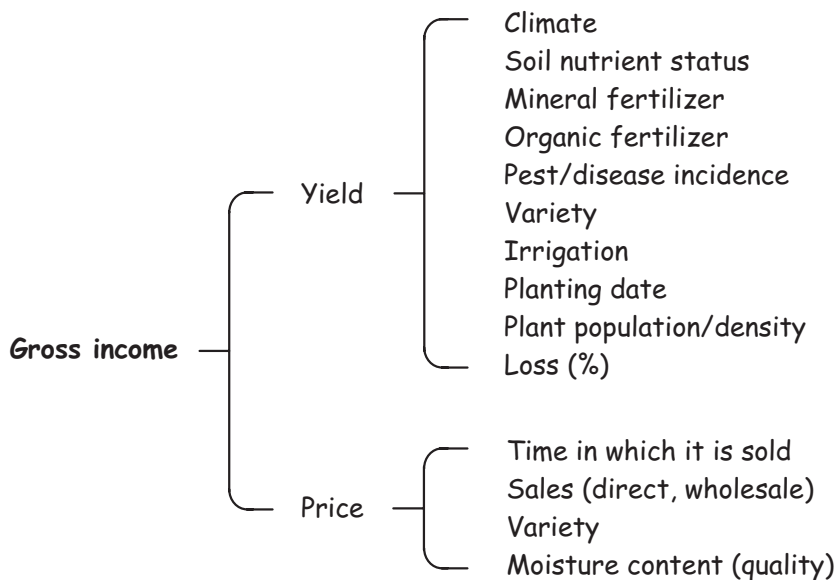 Gross income
Yield
Climate
Soil nutrient status
Mineral fertilizer
Organic fertilizer
Pest/disease incidence
Variety
Irrigation
Planting date
Plant population/density
Loss (%)
Price
Time in which it is sold
Sales (direct, wholesale)
Variety
Moisture content (quality)